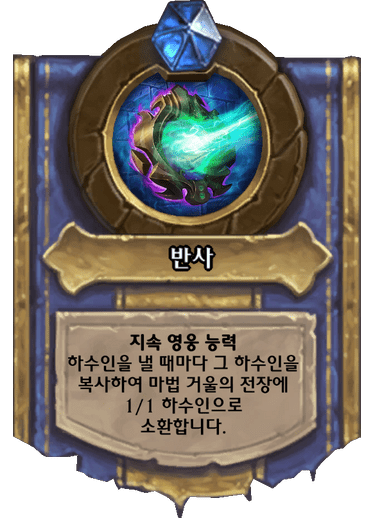 반사
지속 영웅 능력
하수인을 낼 때마다 그 하수인을
복사하여 마법 거울의 전장에
1/1 하수인으로
소환합니다.